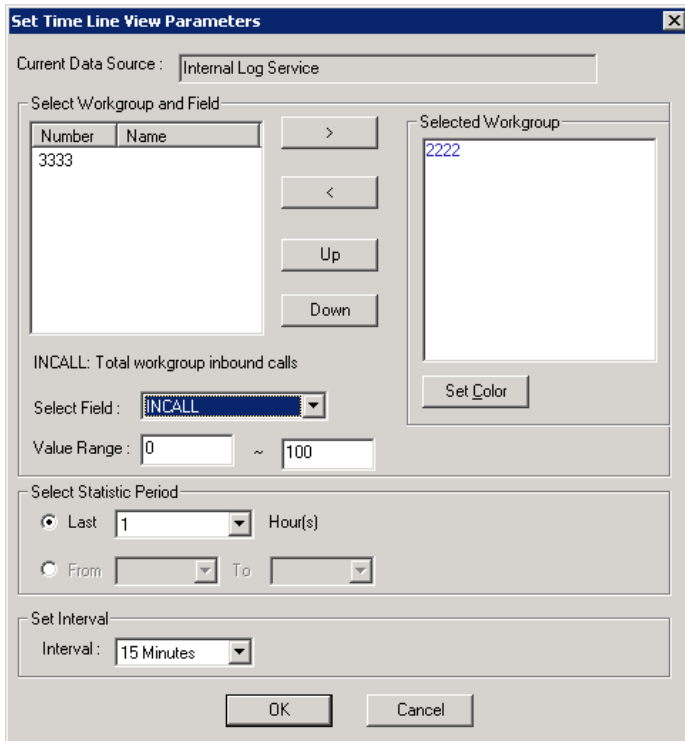 Set Time Line View Parameters
Current Data Source : Internal Log Service
Select Workgroup and Field
Number Name
3333
>
<
Up
Down
Selected Workgroup
2222
Set Color
INCALL: Total workgroup inbound calls
Select Field : INCALL
Value Range : 0 ~ 100
Select Statistic Period
Last 1 Hour(s)
From To
Set Interval
Interval : 15 Minutes
OK Cancel